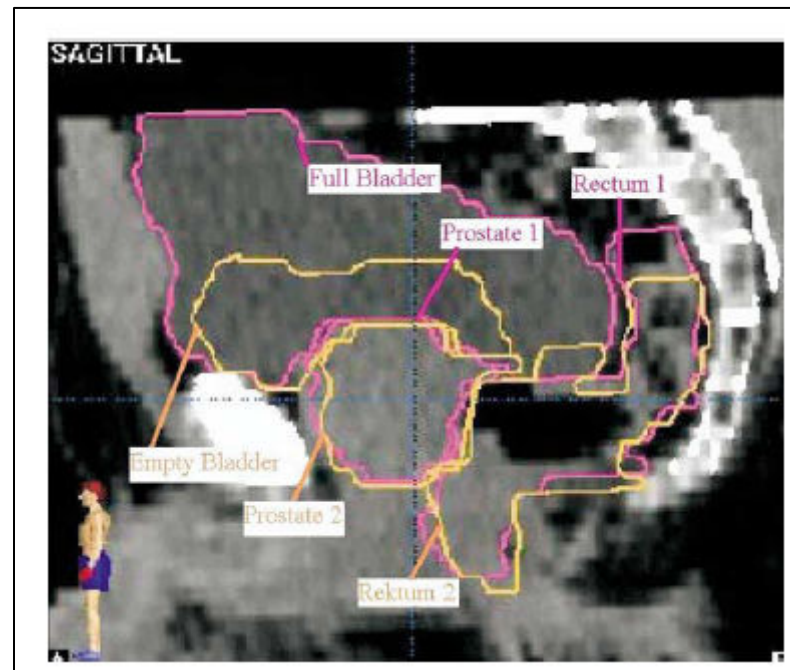 SAGITTAL
Full Bladder
Rectum 1
Prostate 1
Empty Bladder
Prostate 2
Rektum 2